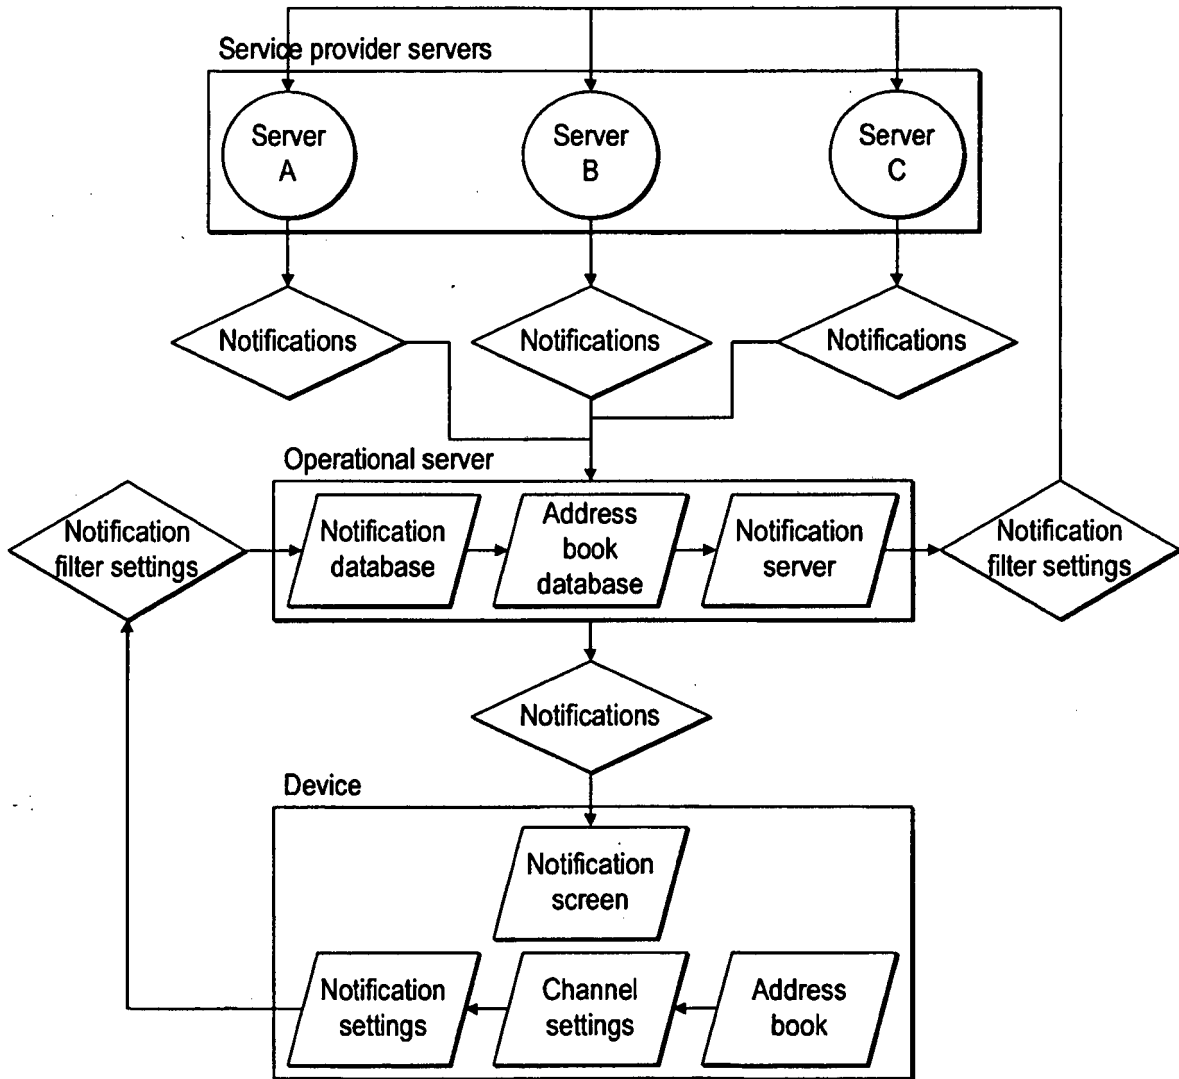 Service provider servers
Server
A
Server
B
Server
C
Notifications
Notifications
Notifications
Operational server
Notification
filter settings
Notification
database
Address
book
database
Notification
server
Notification
filter settings
Notifications
Device
Notification
screen
Notification
settings
Channel
settings
Address
book